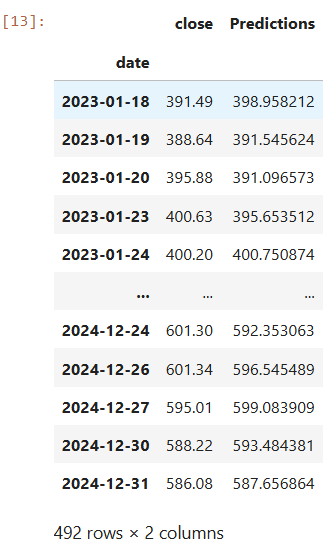 [13]: close Predictions
date
2023-01-18 391.49 398.958212
2023-01-19 388.64 391.545624
2023-01-20 395.88 391.096573
2023-01-23 400.63 395.653512
2023-01-24 400.20 400.750874
... ... ...
2024-12-24 601.30 592.353063
2024-12-26 601.34 596.545489
2024-12-27 595.01 599.083909
2024-12-30 588.22 593.484381
2024-12-31 586.08 587.656864
492 rows × 2 columns